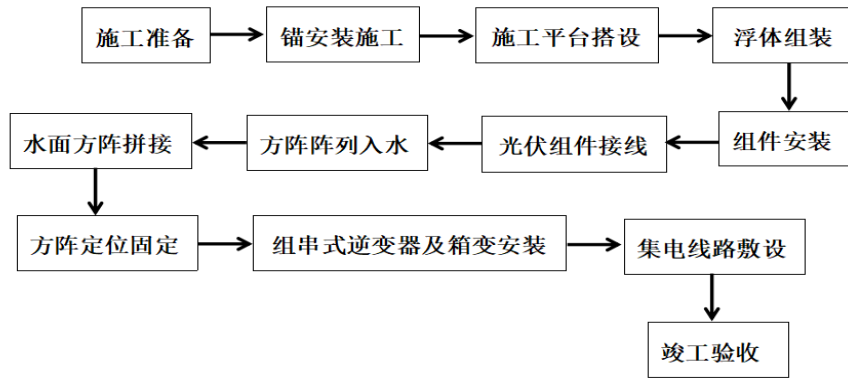 施工准备
锚安装施工
施工平台搭设
浮体组装
组件安装
光伏组件接线
方阵阵列入水
水面方阵拼接
方阵定位固定
组串式逆变器及箱变安装
集电线路敷设
竣工验收